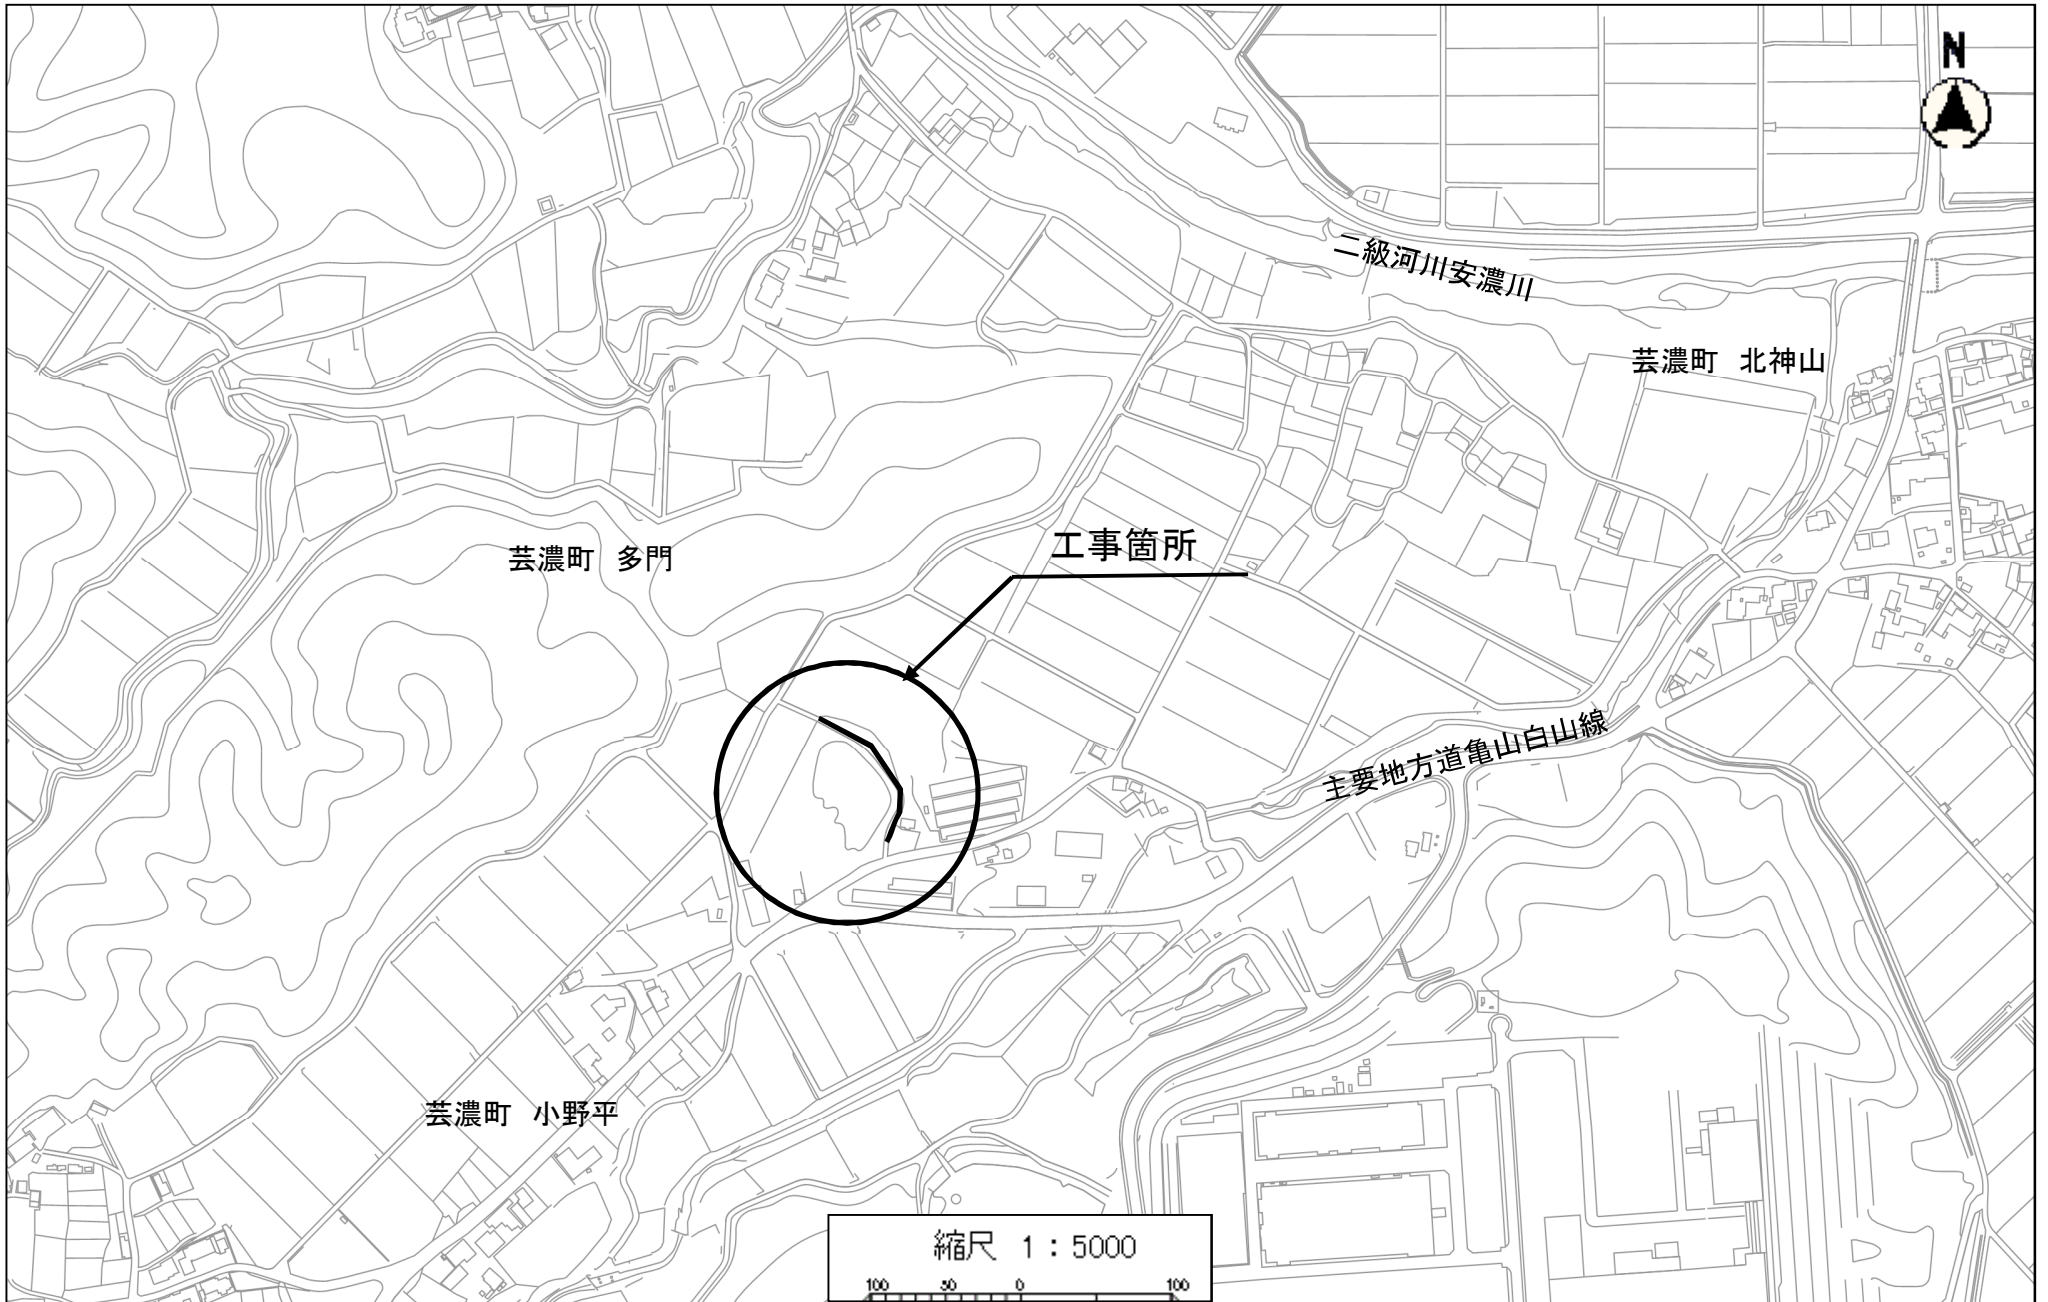 N
二級河川安濃川
芸濃町 北神山
工事箇所
芸濃町 多門
主要地方道亀山白山線
芸濃町 小野平
縮尺 1:5000
100 50 0 100